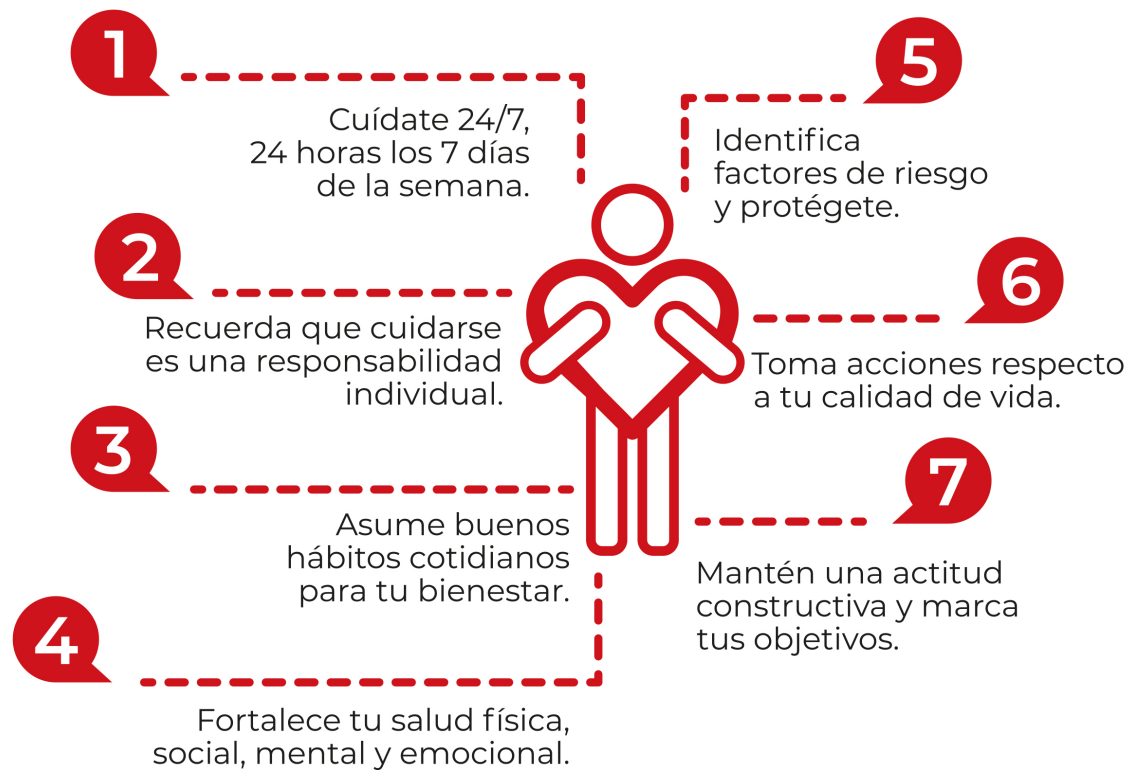 1
Cuídate 24/7,
24 horas los 7 días
de la semana.
2
Recuerda que cuidarse
es una responsabilidad
individual.
3
Asume buenos
hábitos cotidianos
para tu bienestar.
4
Fortalece tu salud física,
social, mental y emocional.
5
Identifica
factores de riesgo
y protégete.
6
Toma acciones respecto
a tu calidad de vida.
7
Mantén una actitud
constructiva y marca
tus objetivos.